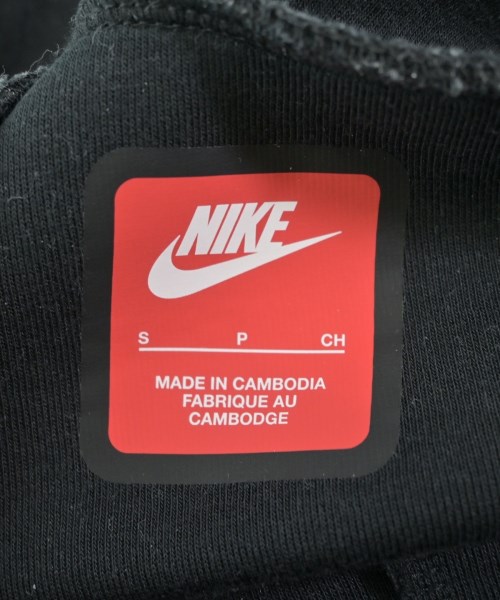 NIKE
S P CH
MADE IN CAMBODIA
FABRIQUE AU
CAMBODGE